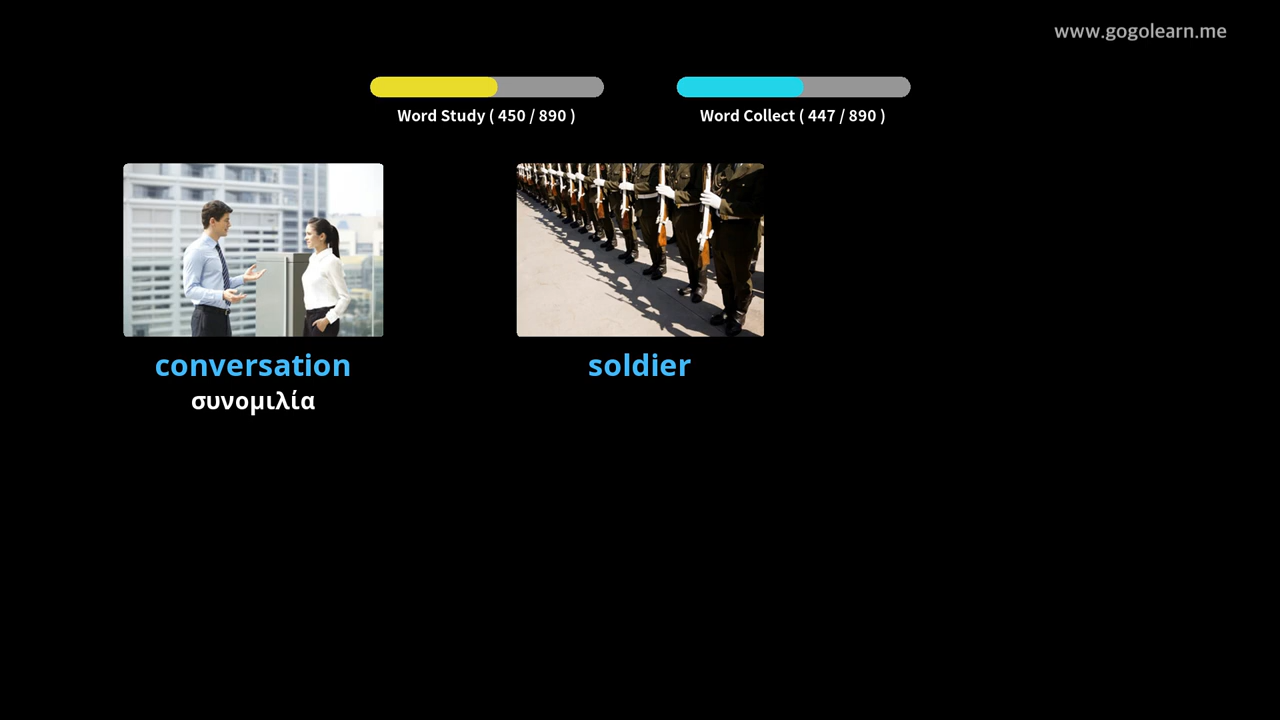 www.gogolearn.me
Word Study ( 450 / 890 )
Word Collect ( 447 / 890 )
conversation
συνομιλία
soldier